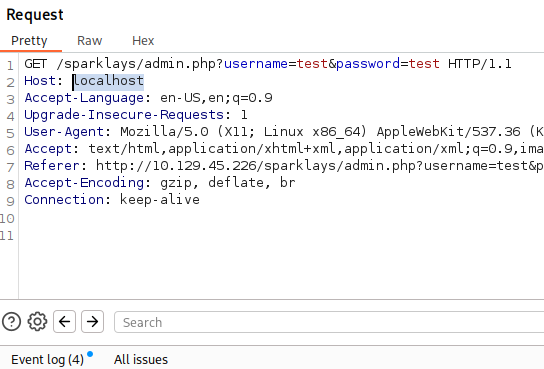 Request
Pretty Raw Hex
1 GET /sparklays/admin.php?username=test&password=test HTTP/1.1
2 Host: localhost
3 Accept-Language: en-US,en;q=0.9
4 Upgrade-Insecure-Requests: 1
5 User-Agent: Mozilla/5.0 (X11; Linux x86_64) AppleWebKit/537.36 (K
6 Accept: text/html,application/xhtml+xml,application/xml;q=0.9,ima
7 Referer: http://10.129.45.226/sparklays/admin.php?username=test&p
8 Accept-Encoding: gzip, deflate, br
9 Connection: keep-alive
10
11
Search
Event log (4) All issues